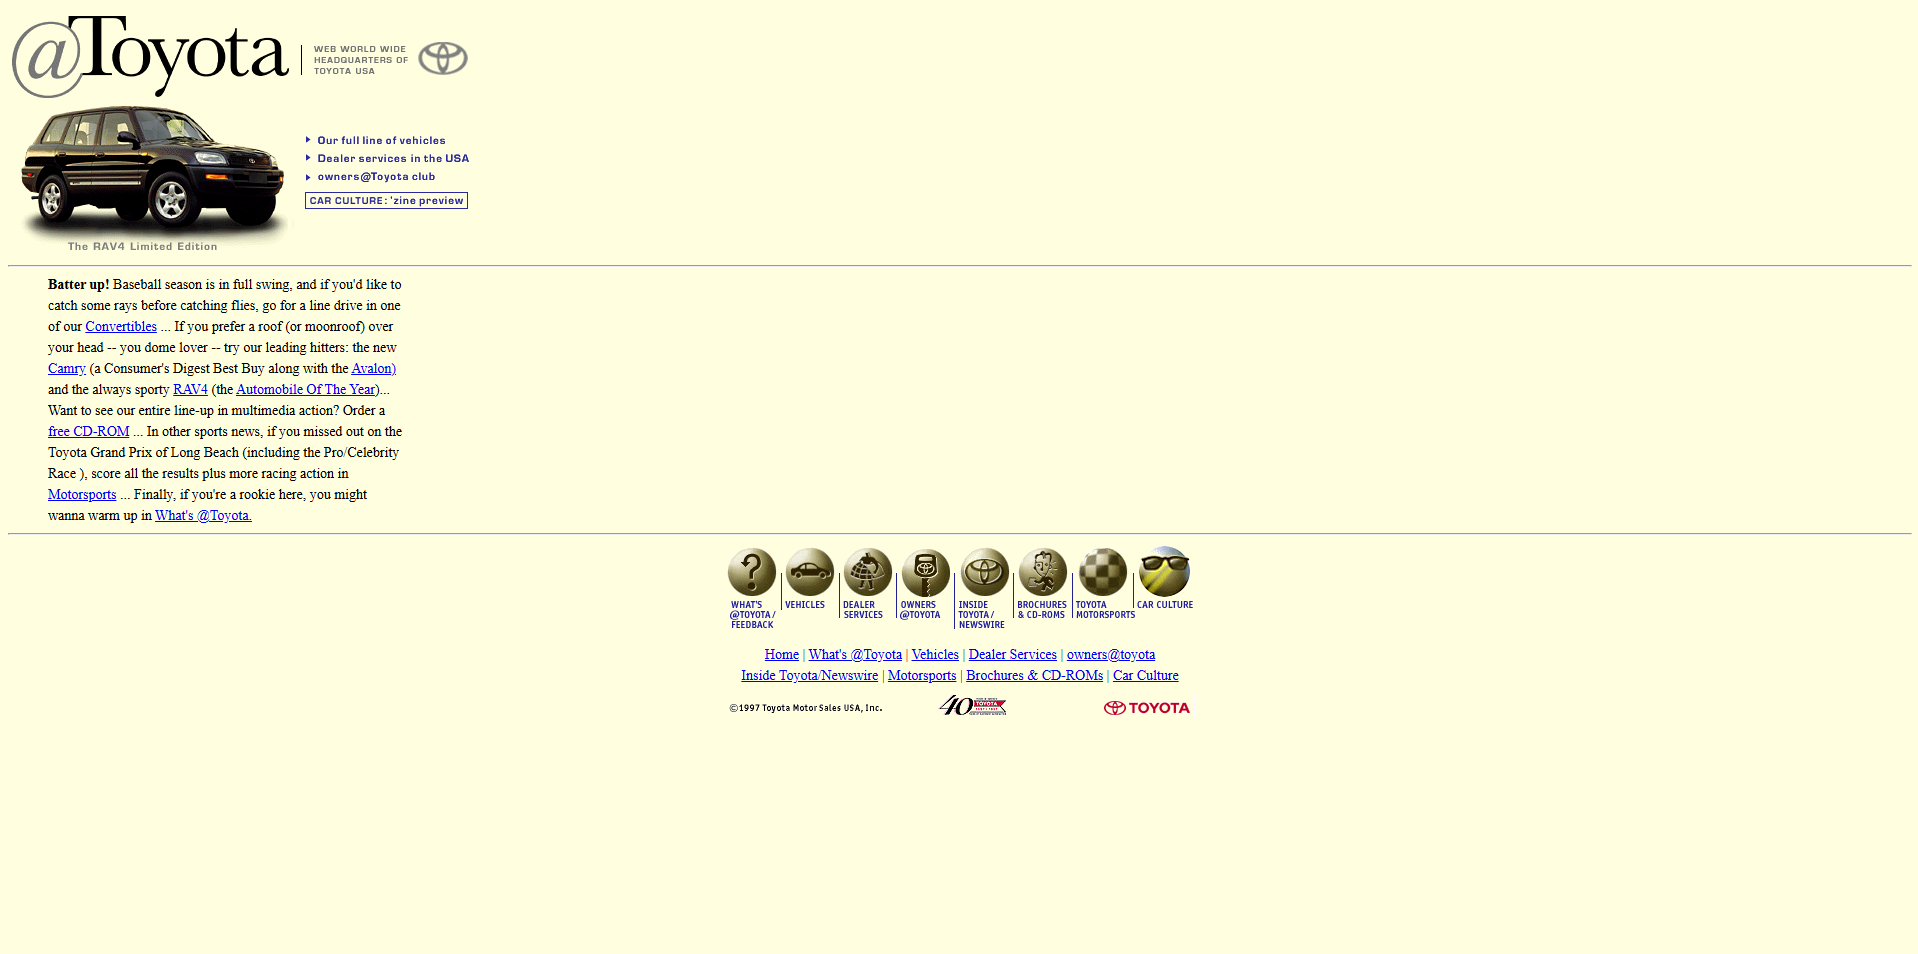 @Toyota
WEB WORLD WIDE
HEADQUARTERS OF
TOYOTA USA
Our full line of vehicles
Dealer services in the USA
owners@Toyota club
CAR CULTURE: 'zine preview
The RAV4 Limited Edition
Batter up! Baseball season is in full swing, and if you'd like to
catch some rays before catching flies, go for a line drive in one
of our Convertibles ... If you prefer a roof (or moonroof) over
your head -- you dome lover -- try our leading hitters: the new
Camry (a Consumer's Digest Best Buy along with the Avalon)
and the always sporty RAV4 (the Automobile Of The Year)...
Want to see our entire line-up in multimedia action? Order a
free CD-ROM ... In other sports news, if you missed out on the
Toyota Grand Prix of Long Beach (including the Pro/Celebrity
Race ), score all the results plus more racing action in
Motorsports ... Finally, if you're a rookie here, you might
wanna warm up in What's @Toyota.
WHAT'S
@TOYOTA /
FEEDBACK
VEHICLES
DEALER
SERVICES
OWNERS
@TOYOTA
INSIDE
TOYOTA /
NEWSWIRE
BROCHURES
& CD-ROMS
TOYOTA
MOTORSPORTS
CAR CULTURE
Home | What's @Toyota | Vehicles | Dealer Services | owners@toyota
Inside Toyota/Newswire | Motorsports | Brochures & CD-ROMs | Car Culture
©1997 Toyota Motor Sales USA, Inc.
40
TOYOTA
TOYOTA